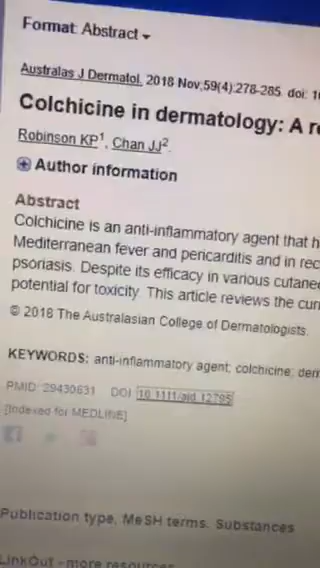 Format: Abstract
Australas J Dermatol. 2018 Nov;59(4):278-285. doi: 1
Colchicine in dermatology: A r
Robinson KP1, Chan JJ2.
Author information
Abstract
Colchicine is an anti-inflammatory agent that h
Mediterranean fever and pericarditis and in rec
psoriasis. Despite its efficacy in various cutane
potential for toxicity. This article reviews the cur
© 2018 The Australasian College of Dermatologists.
KEYWORDS: anti-inflammatory agent; colchicine; derm
PMID: 29430631 DOI: 10.1111/ajd.12795
[Indexed for MEDLINE]
Publication type, MeSH terms, Substances
LinkOut - more resources